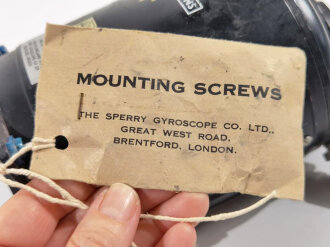 MOUNTING SCREWS
THE SPERRY GYROSCOPE CO. LTD.,
GREAT WEST ROAD,
BRENTFORD, LONDON.